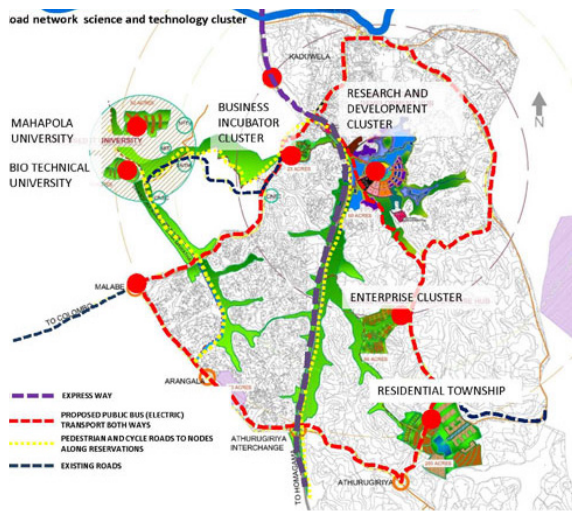 oad network science and technology cluster
KADUWELA
RESEARCH AND
DEVELOPMENT
CLUSTER
BUSINESS
INCUBATOR
CLUSTER
MAHAPOLA
UNIVERSITY
UNIVERSITY
BIO TECHNICAL
UNIVERSITY
N
MALABE
TO COLOMBO
ENTERPRISE CLUSTER
ARANGALA
RESIDENTIAL TOWNSHIP
EXPRESS WAY
PROPOSED PUBLIC BUS (ELECTRIC)
TRANSPORT BOTH WAYS
PEDESTRIAN AND CYCLE ROADS TO NODES
ALONG RESERVATIONS
EXISTING ROADS
ATHURUGIRIYA
INTERCHANGE
TO HOMAGAMA
ATHURUGIRIYA